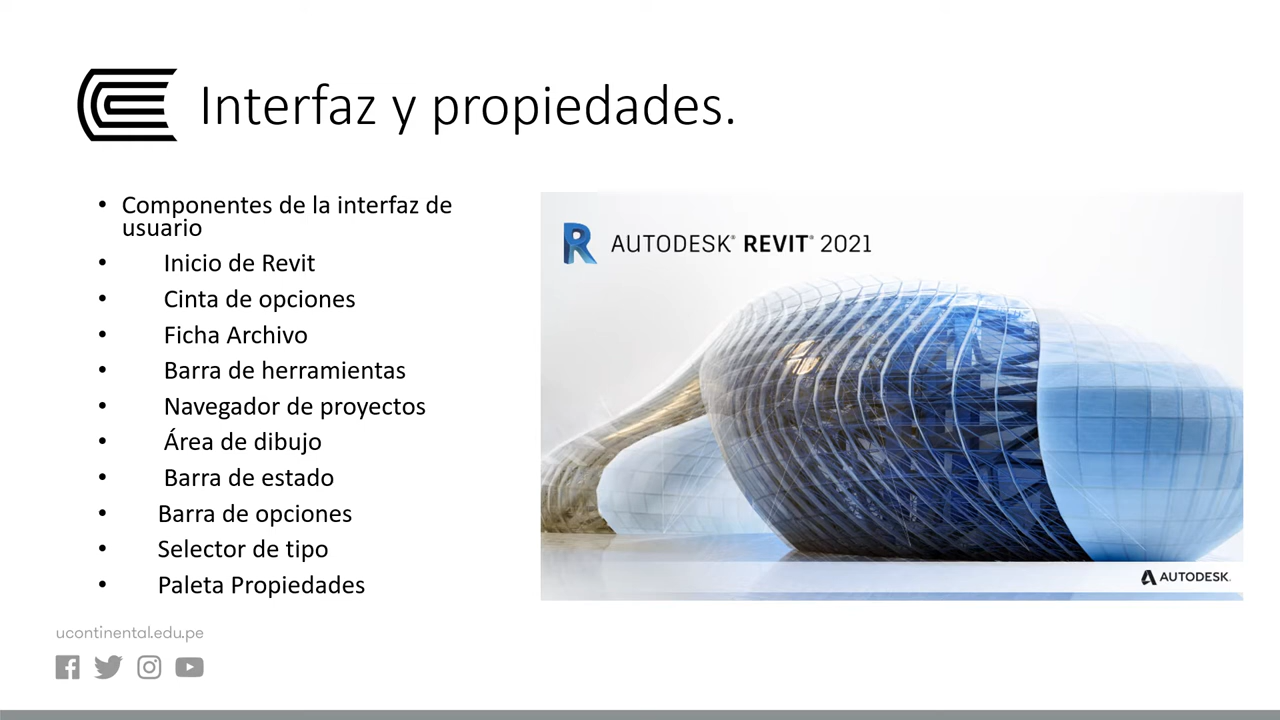 Interfaz y propiedades.
• Componentes de la interfaz de
usuario
• Inicio de Revit
• Cinta de opciones
• Ficha Archivo
• Barra de herramientas
• Navegador de proyectos
• Área de dibujo
• Barra de estado
• Barra de opciones
• Selector de tipo
• Paleta Propiedades
AUTODESK® REVIT® 2021
AUTODESK.
ucontinental.edu.pe